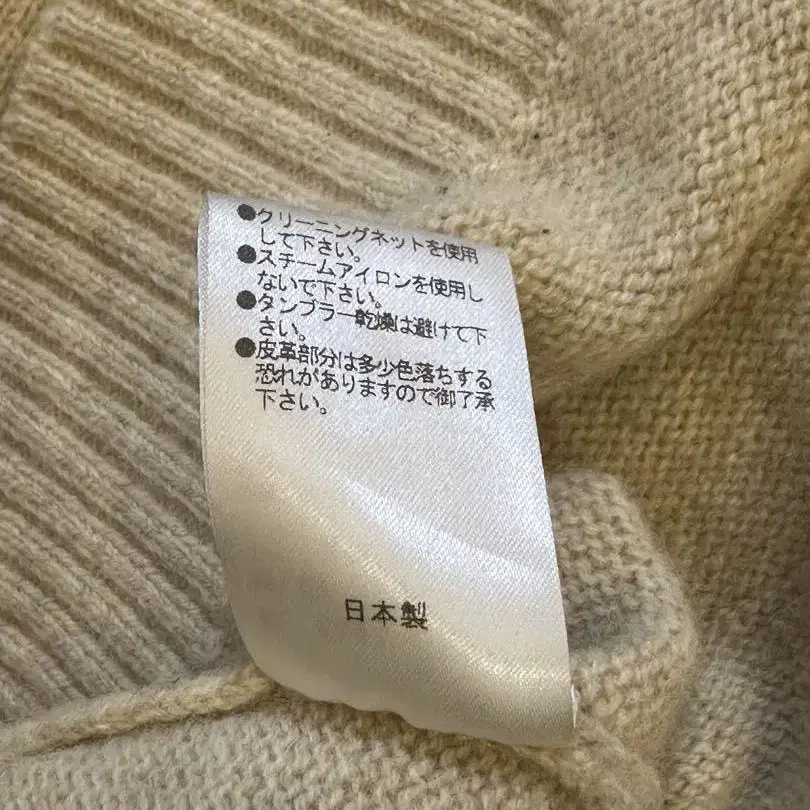 ●クリーニングネットを使用
して下さい。
●スチームアイロンを使用し
ないで下さい。
●タンブラー乾燥は避けて下
さい。
●皮革部分は多少色落ちする
恐れがありますので御了承
下さい。
日本製